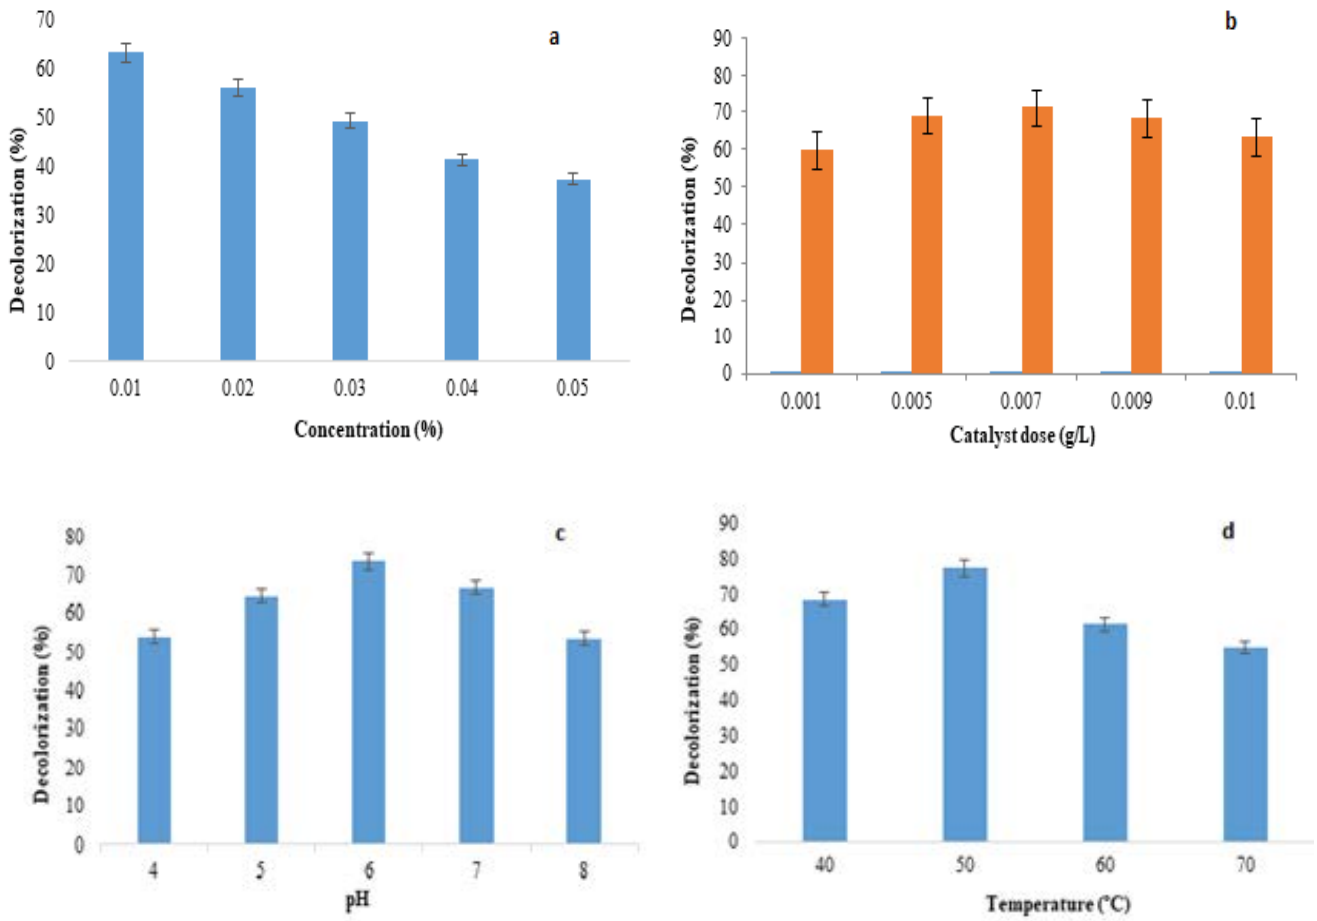 a
70
60
50
40
30
20
10
0
Decolorization (%)
0.01 0.02 0.03 0.04 0.05
Concentration (%)
b
90
80
70
60
50
40
30
20
10
0
Decolorization (%)
0.001 0.005 0.007 0.009 0.01
Catalyst dose (g/L)
c
80
70
60
50
40
30
20
10
0
Decolorization (%)
4 5 6 7 8
pH
d
90
80
70
60
50
40
30
20
10
0
Decolorization (%)
40 50 60 70
Temperature (°C)